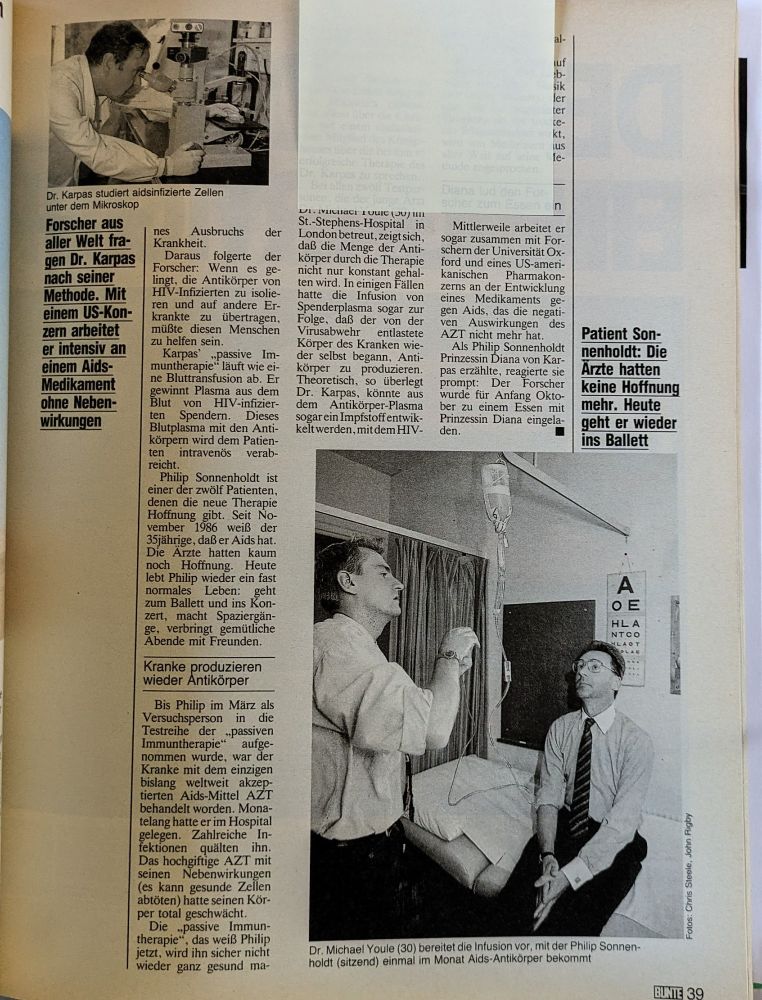 Dr. Karpas studiert aidsinfizierte Zellen
unter dem Mikroskop
Forscher aus
aller Welt fra-
gen Dr. Karpas
nach seiner
Methode. Mit
einem US-Kon-
zern arbeitet
er intensiv an
einem Aids-
Medikament
ohne Neben-
wirkungen
nes Ausbruchs der
Krankheit.
Daraus folgerte der
Forscher: Wenn es ge-
lingt, die Antikörper von
HIV-Infizierten zu isolie-
ren und auf andere Er-
krankte zu übertragen,
müßte diesen Menschen
zu helfen sein.
Karpas' „passive Im-
muntherapie“ läuft wie ei-
ne Bluttransfusion ab. Er
gewinnt Plasma aus dem
Blut von HIV-infizier-
ten Spendern. Dieses
Blutplasma mit den Anti-
körpern wird dem Patien-
ten intravenös verab-
reicht.
Philip Sonnenholdt ist
einer der zwölf Patienten,
denen die neue Therapie
Hoffnung gibt. Seit No-
vember 1986 weiß der
35jährige, daß er Aids hat.
Die Ärzte hatten kaum
noch Hoffnung. Heute
lebt Philip wieder ein fast
normales Leben: geht
zum Ballett und ins Kon-
zert, macht Spaziergän-
ge, verbringt gemütliche
Abende mit Freunden.
Kranke produzieren
wieder Antikörper
Bis Philip im März als
Versuchsperson in die
Testreihe der „passiven
Immuntherapie“ aufge-
nommen wurde, war der
Kranke mit dem einzigen
bislang weltweit akzep-
tierten Aids-Mittel AZT
behandelt worden. Mona-
telang hatte er im Hospital
gelegen. Zahlreiche In-
fektionen quälten ihn.
Das hochgiftige AZT mit
seinen Nebenwirkungen
(es kann gesunde Zellen
abtöten) hatte seinen Kör-
per total geschwächt.
Die „passive Immun-
therapie“, das weiß Philip
jetzt, wird ihn sicher nicht
wieder ganz gesund ma-
erfolgreiche Therapie des
Dr. Karpas zu sprechen.
Dr. Michael Youle (30) im
St.-Stephens-Hospital in
London betreut, zeigt sich,
daß die Menge der Anti-
körper durch die Therapie
nicht nur konstant gehal-
ten wird. In einigen Fällen
hatte die Infusion von
Spenderplasma sogar zur
Folge, daß der von der
Virusabwehr entlastete
Körper des Kranken wie-
der selbst begann, Anti-
körper zu produzieren.
Theoretisch, so überlegt
Dr. Karpas, könnte aus
dem Antikörper-Plasma
sogar ein Impfstoff entwik-
kelt werden, mit dem HIV-
Diana lud den For-
scher zum Essen ein
Mittlerweile arbeitet er
sogar zusammen mit For-
schern der Universität Ox-
ford und eines US-ameri-
kanischen Pharmakon-
zerns an der Entwicklung
eines Medikaments ge-
gen Aids, das die negati-
ven Auswirkungen des
AZT nicht mehr hat.
Als Philip Sonnenholdt
Prinzessin Diana von Kar-
pas erzählte, reagierte sie
prompt: Der Forscher
wurde für Anfang Okto-
ber zu einem Essen mit
Prinzessin Diana eingela-
den.
Patient Son-
nenholdt: Die
Ärzte hatten
keine Hoffnung
mehr. Heute
geht er wieder
ins Ballett
A
OE
HLA
NTCO
Fotos: Chris Steele, John Rigby
Dr. Michael Youle (30) bereitet die Infusion vor, mit der Philip Sonnen-
holdt (sitzend) einmal im Monat Aids-Antikörper bekommt
BUNTE 39